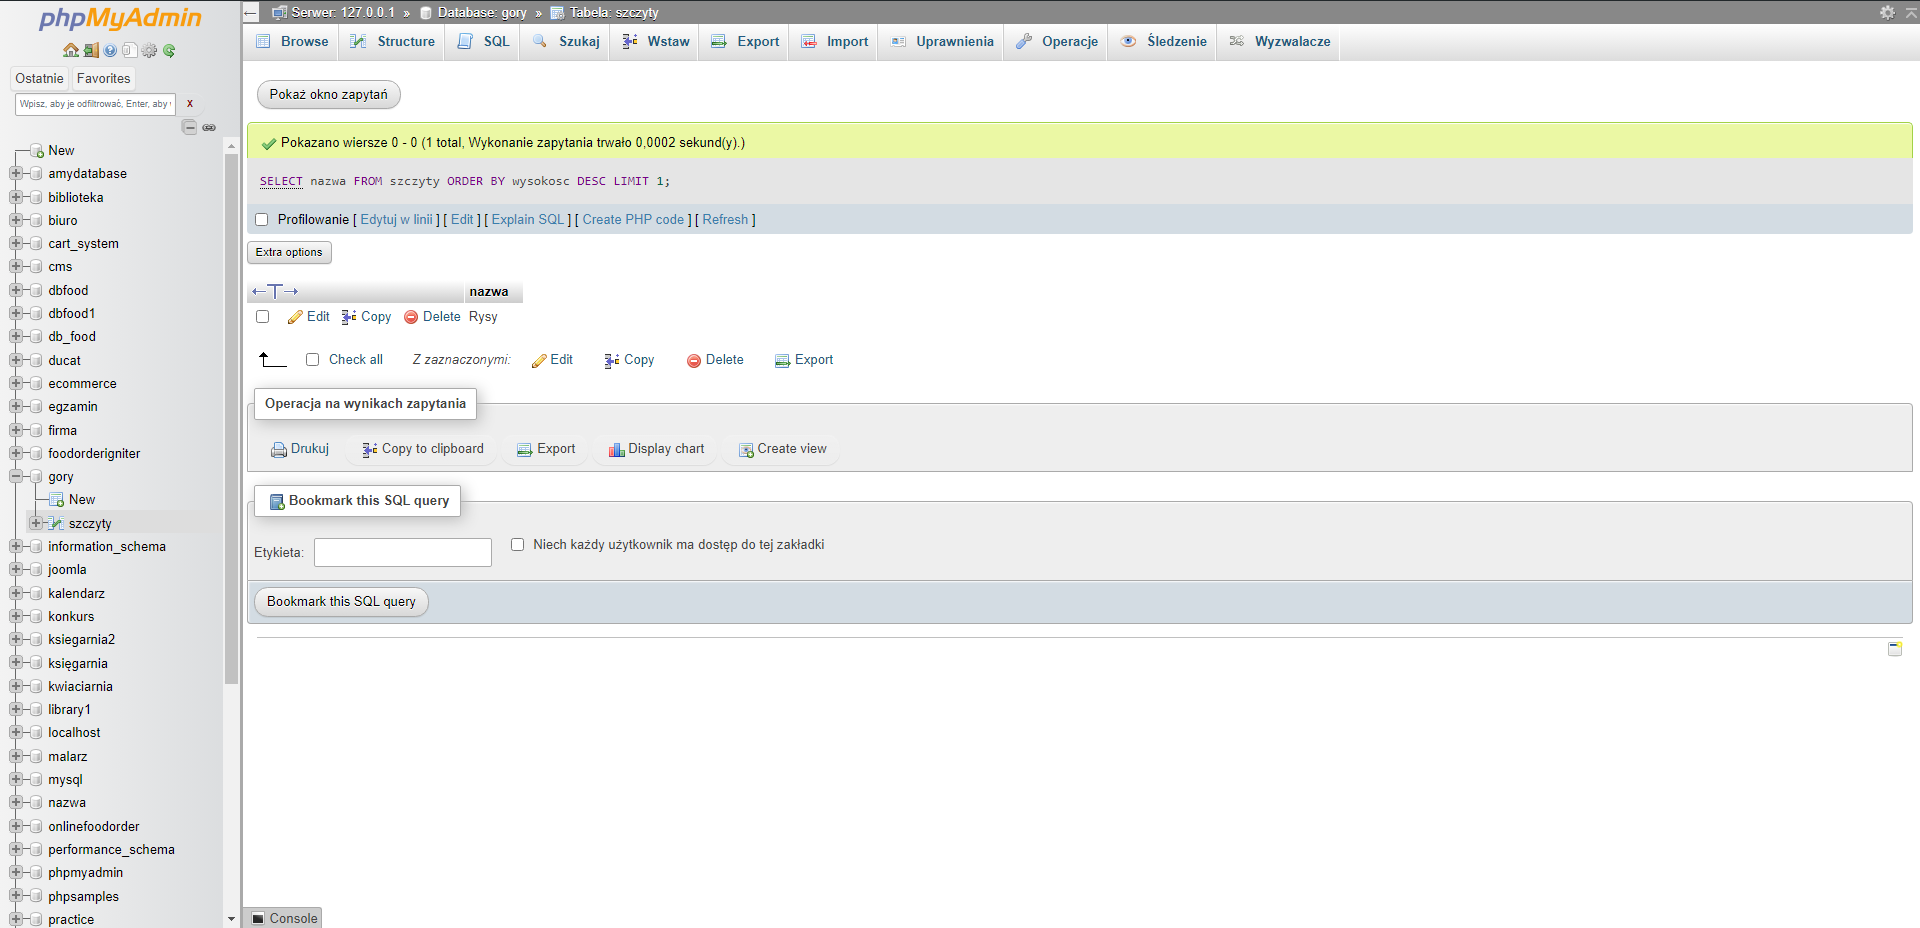 phpMyAdmin
Ostatnie Favorites
Wpisz, aby je odfiltrować, Enter, aby X
New
amydatabase
biblioteka
biuro
cart_system
cms
dbfood
dbfood1
db_food
ducat
ecommerce
egzamin
firma
foodorderigniter
gory
New
szczyty
information_schema
joomla
kalendarz
konkurs
ksiegarnia2
księgarnia
kwiaciarnia
library1
localhost
malarz
mysql
nazwa
onlinefoodorder
performance_schema
phpmyadmin
phpsamples
practice
Serwer: 127.0.0.1 » Database: gory » Tabela: szczyty
Browse Structure SQL Szukaj Wstaw Export Import Uprawnienia Operacje Śledzenie Wyzwalacze
Pokaż okno zapytań
Pokazano wiersze 0 - 0 (1 total, Wykonanie zapytania trwało 0,0002 sekund(y).)
SELECT nazwa FROM szczyty ORDER BY wysokosc DESC LIMIT 1;
Profilowanie [ Edytuj w linii ] [ Edit ] [ Explain SQL ] [ Create PHP code ] [ Refresh ]
Extra options
←T→ nazwa
Edit Copy Delete Rysy
Check all Z zaznaczonymi: Edit Copy Delete Export
Operacja na wynikach zapytania
Drukuj Copy to clipboard Export Display chart Create view
Bookmark this SQL query
Etykieta: Niech każdy użytkownik ma dostęp do tej zakładki
Bookmark this SQL query
Console